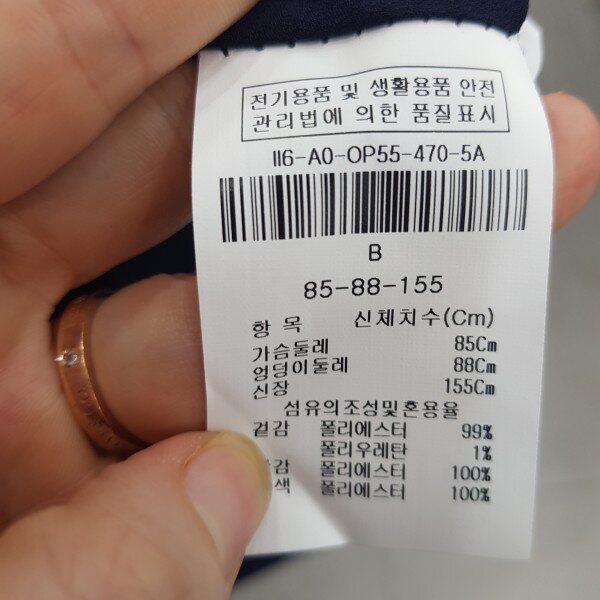 전기용품 및 생활용품 안전
관리법에 의한 품질표시
II6-A0-OP55-470-5A
B
85-88-155
항 목 신체치수(Cm)
가슴둘레 85Cm
엉덩이둘레 88Cm
신장 155Cm
섬유의조성및혼용율
겉감 폴리에스터 99%
폴리우레탄 1%
폴리에스터 100%
폴리에스터 100%